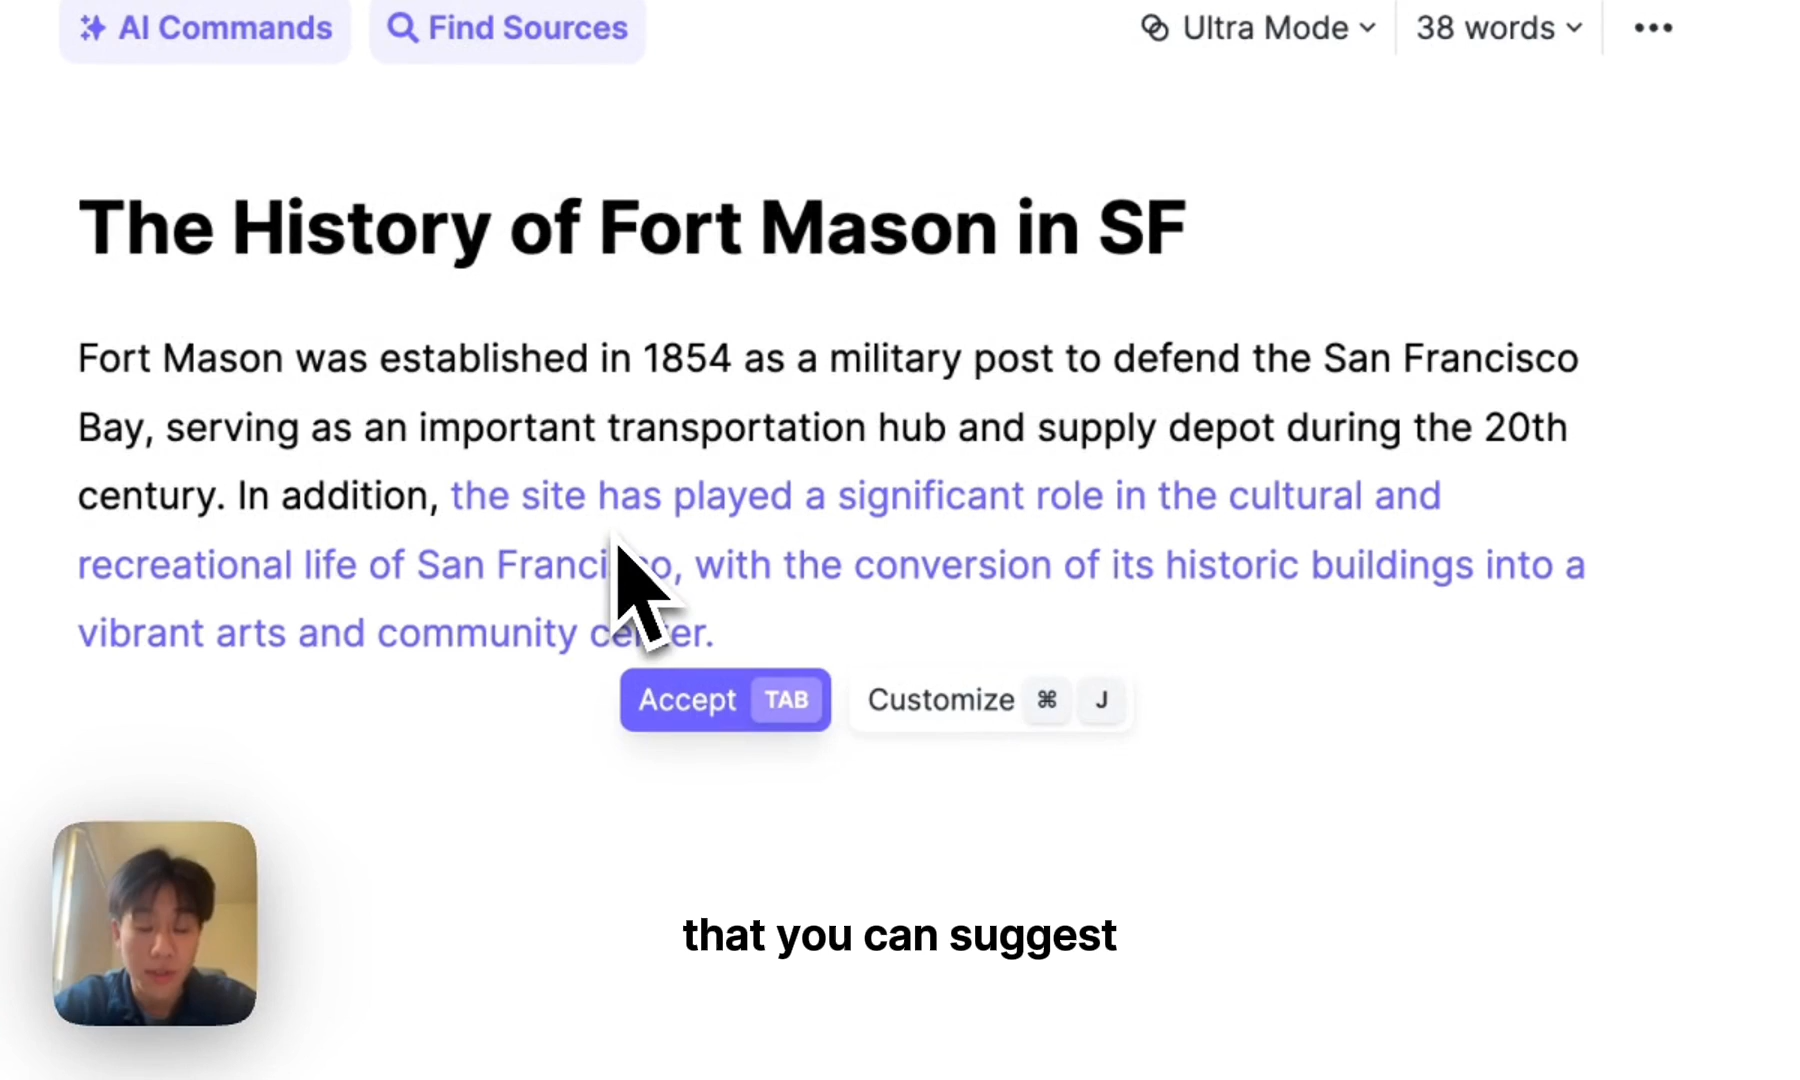 AI Commands
Find Sources
Ultra Mode
38 words
The History of Fort Mason in SF
Fort Mason was established in 1854 as a military post to defend the San Francisco
Bay, serving as an important transportation hub and supply depot during the 20th
century. In addition, the site has played a significant role in the cultural and
recreational life of San Francisco, with the conversion of its historic buildings into a
vibrant arts and community center.
Accept TAB
Customize ⌘ J
that you can suggest